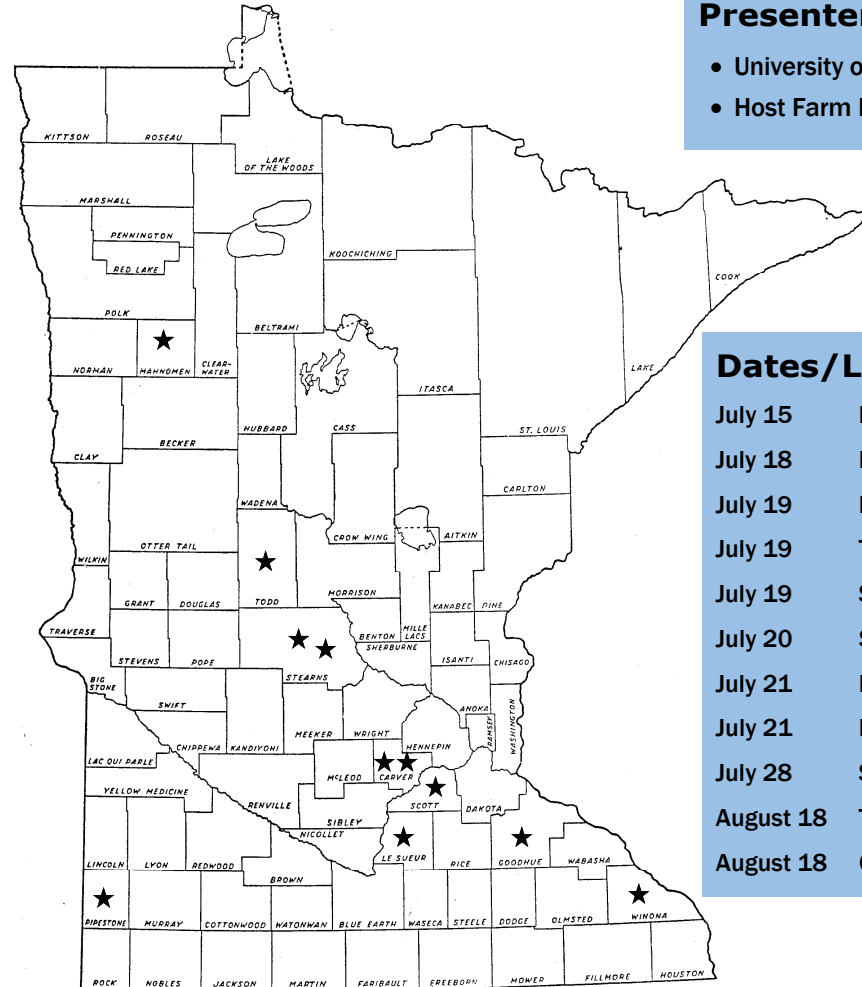 Presenter
• University o
• Host Farm
KITTSON
ROSEAU
LAKE
OF THE WOODS
MARSHALL
PENNINGTON
RED LAKE
KOOCHICHING
COOK
POLK
BELTRAMI
NORMAN
MAHNOMEN
CLEAR-
WATER
LAKE
ITASCA
HUBBARD
CASS
ST. LOUIS
CLAY
BECKER
CARLTON
WADENA
CROW WING
AITKIN
WILKIN
OTTER TAIL
GRANT
DOUGLAS
TODD
MORRISON
KANABEC
PINE
TRAVERSE
BENTON
MILLE
LACS
SHERBURNE
STEVENS
POPE
ISANTI
CHISAGO
BIG
STONE
STEARNS
SWIFT
ANOKA
RAMSEY
WASHINGTON
CHIPPEWA
KANDIYOHI
MEEKER
WRIGHT
HENNEPIN
LAC QUI PARLE
McLEOD
CARVER
YELLOW MEDICINE
RENVILLE
SCOTT
DAKOTA
SIBLEY
NICOLLET
LINCOLN
LYON
REDWOOD
LE SUEUR
RICE
GOODHUE
WABASHA
BROWN
PIPESTONE
MURRAY
COTTONWOOD
WATONWAN
BLUE EARTH
WASECA
STEELE
DODGE
OLMSTED
WINONA
ROCK
NOBLES
JACKSON
MARTIN
FARIBAULT
FREEBORN
MOWER
FILLMORE
HOUSTON
Dates/L
July 15
July 18
July 19
July 19 T
July 19 S
July 20 S
July 21
July 21
July 28 S
August 18 T
August 18